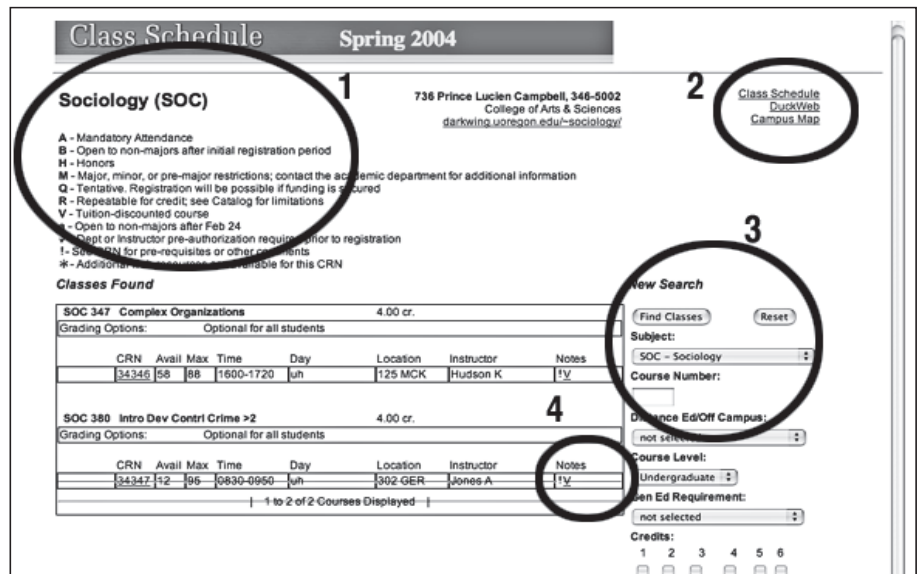 Class Schedule Spring 2004
1
2
Sociology (SOC)
736 Prince Lucien Campbell, 346-5002
College of Arts & Sciences
darkwing.uoregon.edu/~sociology/
Class Schedule
DuckWeb
Campus Map
A - Mandatory Attendance
B - Open to non-majors after initial registration period
H - Honors
M - Major, minor, or pre-major restrictions; contact the academic department for additional information
Q - Tentative. Registration will be possible if funding is secured
R - Repeatable for credit; see Catalog for limitations
V - Tuition-discounted course
- Open to non-majors after Feb 24
Dept or Instructor pre-authorization required prior to registration
! - See CRN for pre-requisites or other comments
* - Additional web resources are available for this CRN
3
Classes Found
New Search
SOC 347 Complex Organizations 4.00 cr.
Grading Options: Optional for all students
CRN Avail Max Time Day Location Instructor Notes
34346 58 88 1600-1720 uh 125 MCK Hudson K !V
4
SOC 380 Intro Dev Contrl Crime >2 4.00 cr.
Grading Options: Optional for all students
CRN Avail Max Time Day Location Instructor Notes
34347 12 95 0830-0950 uh 302 GER Jones A !V
| 1 to 2 of 2 Courses Displayed |
Find Classes Reset
Subject:
SOC - Sociology
Course Number:
Distance Ed/Off Campus:
not selected
Course Level:
Undergraduate
Gen Ed Requirement:
not selected
Credits:
1 2 3 4 5 6